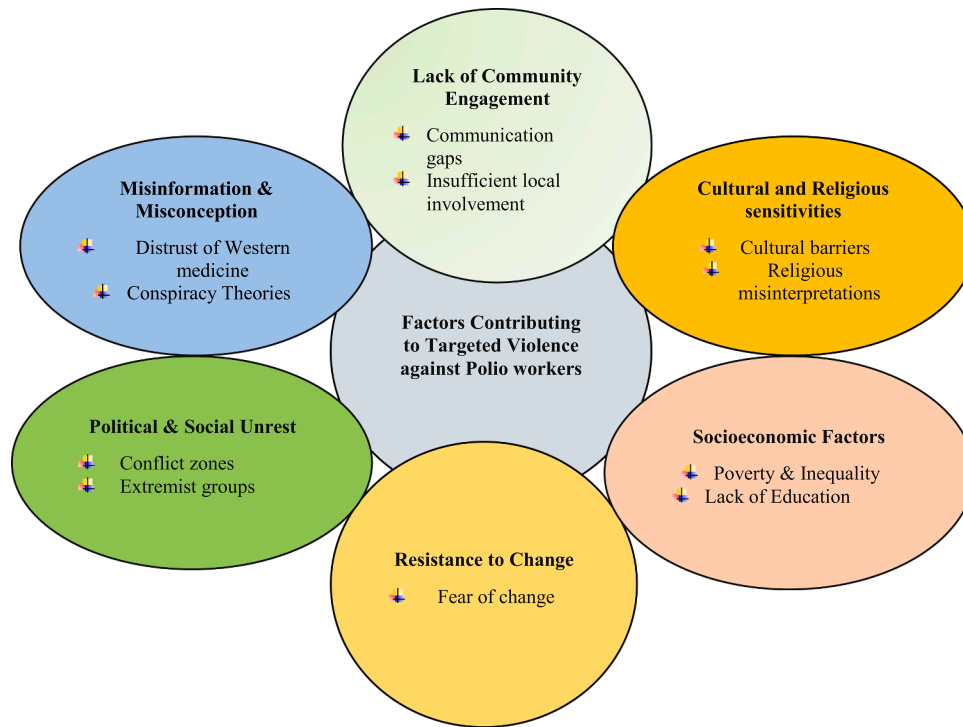 Lack of Community
Engagement
Communication
gaps
Insufficient local
involvement
Misinformation &
Misconception
Distrust of Western
medicine
Conspiracy Theories
Cultural and Religious
sensitivities
Cultural barriers
Religious
misinterpretations
Factors Contributing
to Targeted Violence
against Polio workers
Political & Social Unrest
Conflict zones
Extremist groups
Socioeconomic Factors
Poverty & Inequality
Lack of Education
Resistance to Change
Fear of change